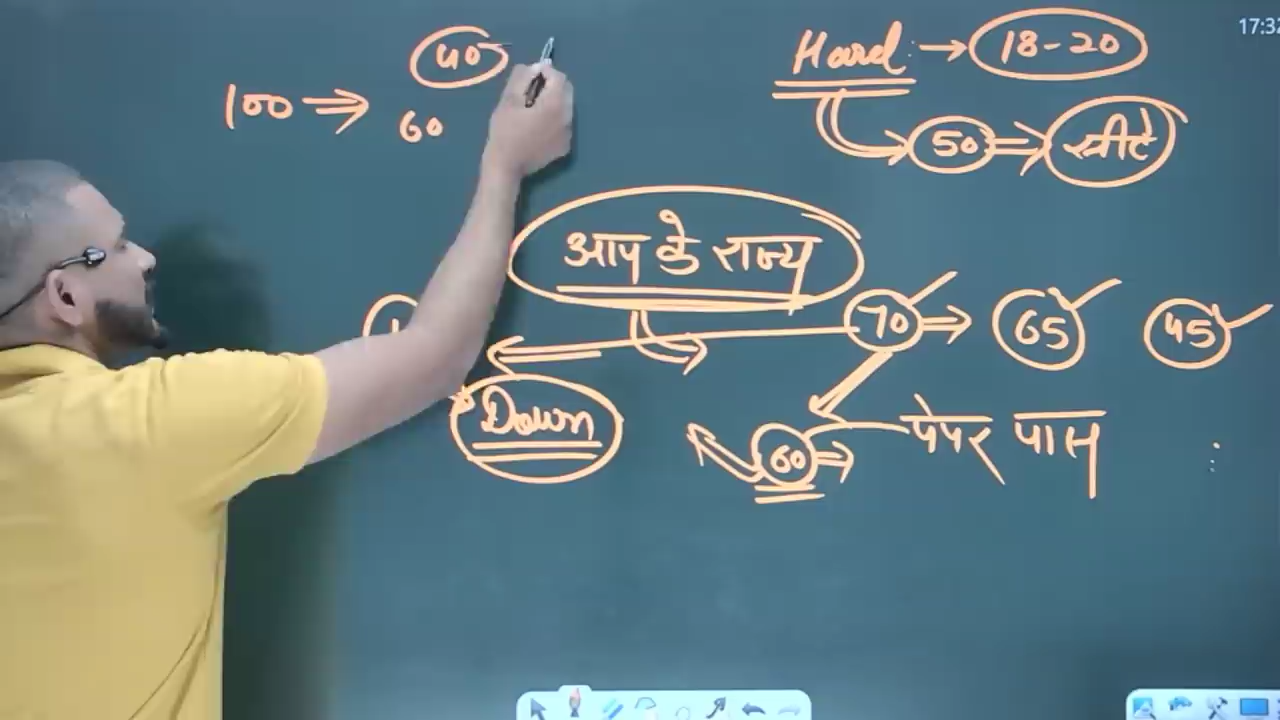 17:32
40
Hard → 18-20
100 ⇒ 60
50 ⇒ सीटे
आप के राज्य
70 ⇒ 65 45
Down
60 ⇒ पेपर पास